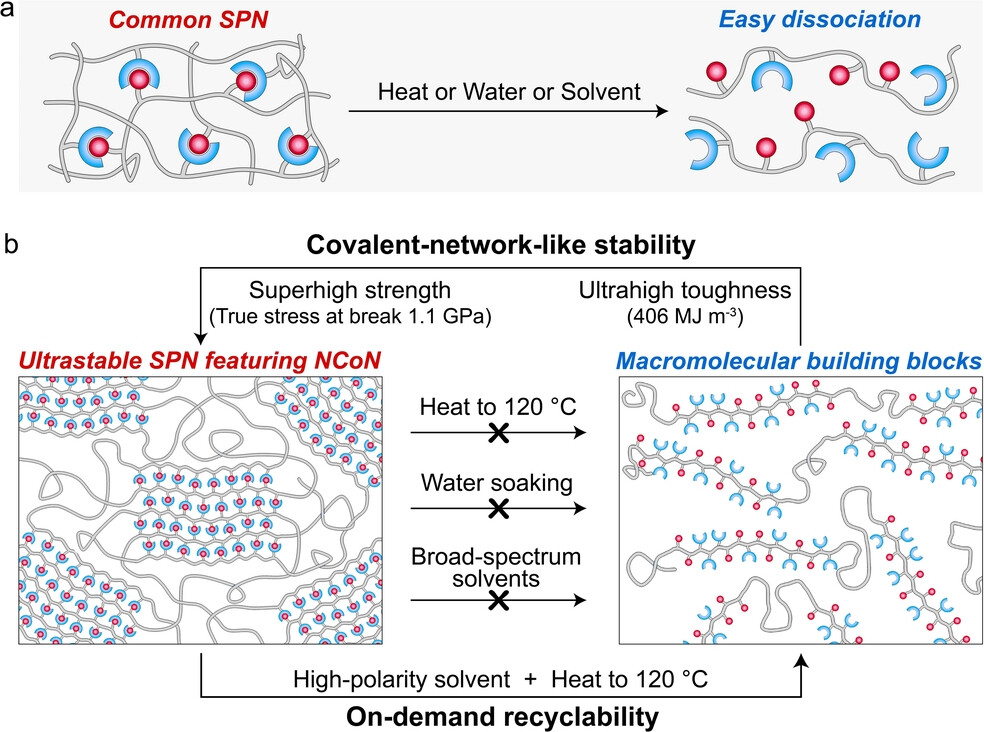 a
Common SPN
Easy dissociation
Heat or Water or Solvent
b
Covalent-network-like stability
Superhigh strength
(True stress at break 1.1 GPa)
Ultrahigh toughness
(406 MJ m⁻³)
Ultrastable SPN featuring NCoN
Macromolecular building blocks
Heat to 120 °C
Water soaking
Broad-spectrum
solvents
High-polarity solvent + Heat to 120 °C
On-demand recyclability